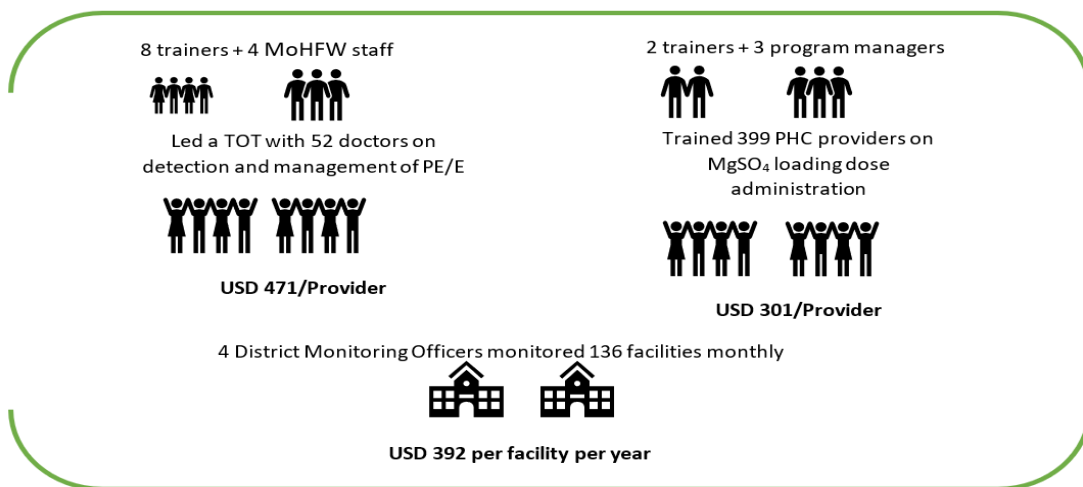 8 trainers + 4 MoHFW staff
Led a TOT with 52 doctors on
detection and management of PE/E
USD 471/Provider
2 trainers + 3 program managers
Trained 399 PHC providers on
MgSO₄ loading dose
administration
USD 301/Provider
4 District Monitoring Officers monitored 136 facilities monthly
USD 392 per facility per year